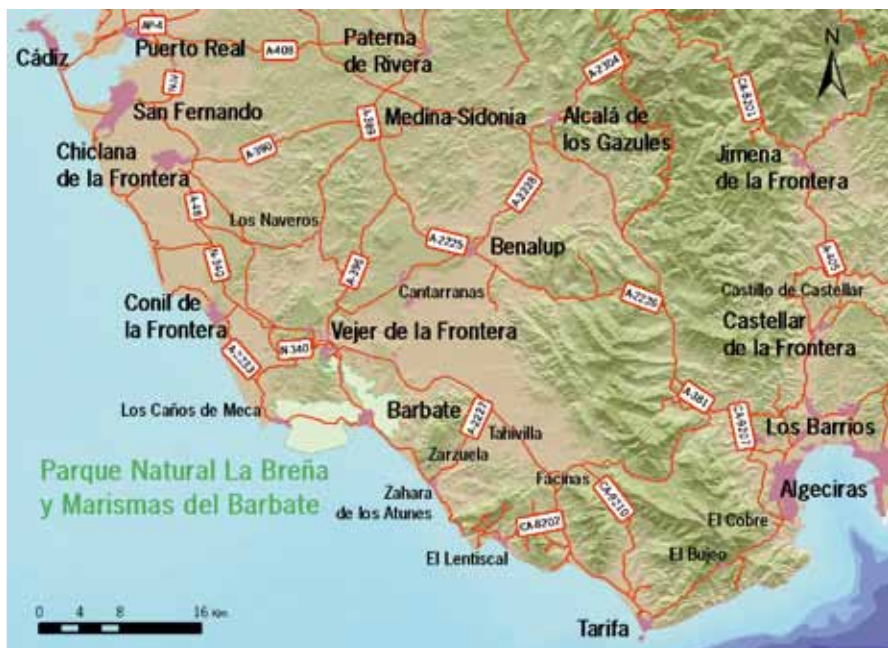 AP-4
Cádiz
Puerto Real
A-408
Paterna
de Rivera
A-2304
N
N-IV
CA-8201
San Fernando
A-389
Medina-Sidonia
Alcalá de
los Gazules
Chiclana
de la Frontera
A-390
Jimena
de la Frontera
A-2228
A-48
Los Naveros
A-2225
Benalup
N-340
A-396
A-405
Cantarranas
A-2226
Castillo de Castellar
Conil de
la Frontera
Vejer de la Frontera
Castellar
de la Frontera
N-340
A-2233
A-381
Los Caños de Meca
Barbate
A-2227
CA-9207
Los Barrios
Tahivilla
Parque Natural La Breña
y Marismas del Barbate
Zarzuela
Facinas
Algeciras
Zahara
de los Atunes
CA-9210
CA-8202
El Cobre
El Lentiscal
El Bujeo
0 4 8 16 Km.
Tarifa